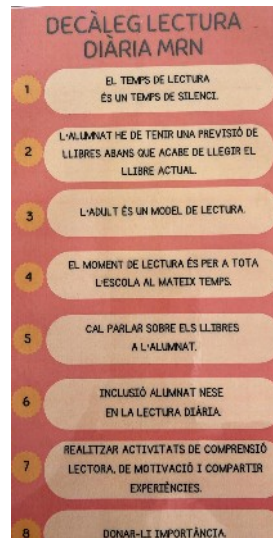 DECÀLEG LECTURA
DIÀRIA MRN
1
EL TEMPS DE LECTURA
ÉS UN TEMPS DE SILENCI.
2
L'ALUMNAT HE DE TENIR UNA PREVISIÓ DE
LLIBRES ABANS QUE ACABE DE LLEGIR EL
LLIBRE ACTUAL.
3
L'ADULT ÉS UN MODEL DE LECTURA.
4
EL MOMENT DE LECTURA ÉS PER A TOTA
L'ESCOLA AL MATEIX TEMPS.
5
CAL PARLAR SOBRE ELS LLIBRES
A L'ALUMNAT.
6
INCLUSIÓ ALUMNAT NESE
EN LA LECTURA DIÀRIA.
7
REALITZAR ACTIVITATS DE COMPRENSIÓ
LECTORA, DE MOTIVACIÓ I COMPARTIR
EXPERIÈNCIES.
8
DONAR-LI IMPORTÀNCIA.